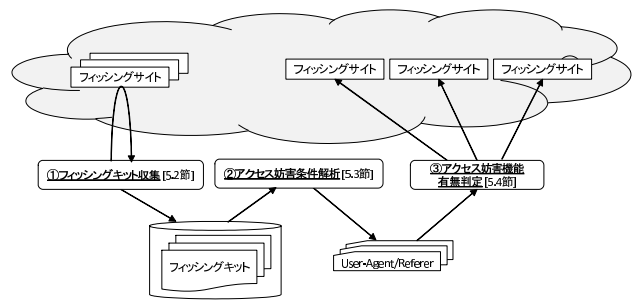 フィッシングサイト
フィッシングサイト
フィッシングサイト
フィッシングサイト
①フィッシングキット収集 [5.2節]
②アクセス妨害条件解析 [5.3節]
③アクセス妨害機能
有無判定 [5.4節]
フィッシングキット
User-Agent/Referer